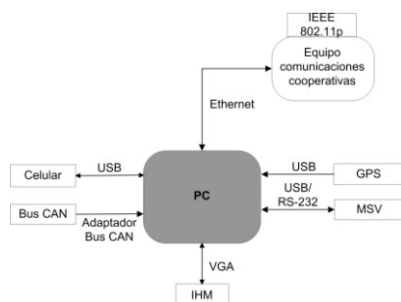 IEEE
802.11p
Equipo
comunicaciones
cooperativas
Ethernet
Celular
USB
Bus CAN
Adaptador
Bus CAN
PC
USB
GPS
USB/
RS-232
MSV
VGA
IHM